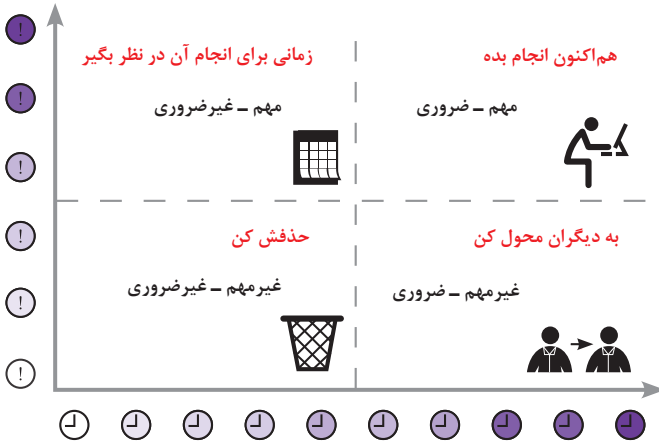 هم‌اکنون انجام بده
مهم ـ ضروری
زمانی برای انجام آن در نظر بگیر
مهم ـ غیرضروری
به دیگران محول کن
غیرمهم ـ ضروری
حذفش کن
غیرمهم ـ غیرضروری